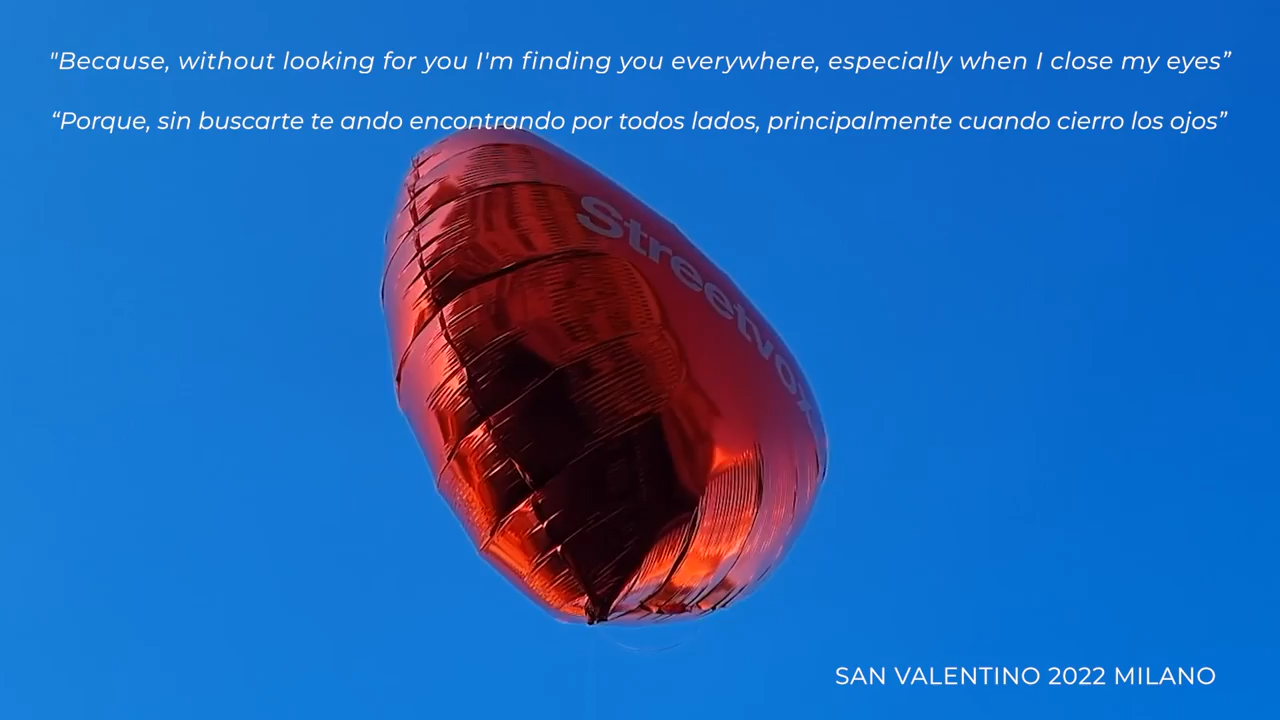 "Because, without looking for you I'm finding you everywhere, especially when I close my eyes”
“Porque, sin buscarte te ando encontrando por todos lados, principalmente cuando cierro los ojos”
Streetvox
SAN VALENTINO 2022 MILANO